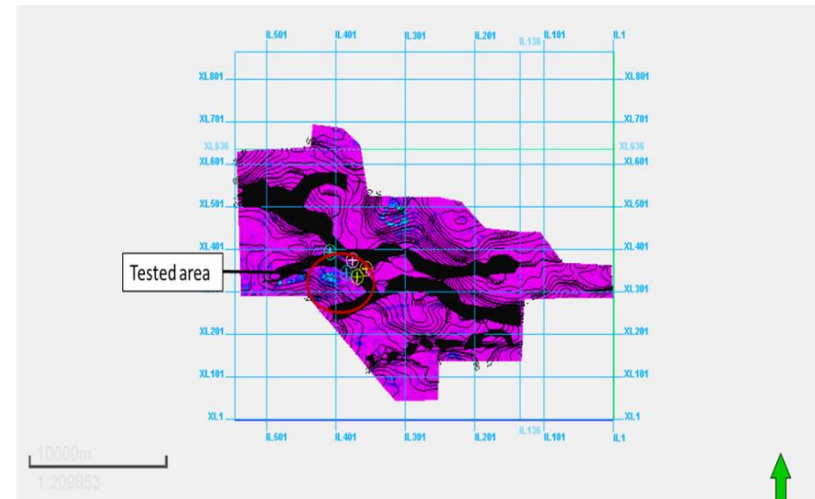 IL501 IL401 IL301 IL201 IL136 IL101 IL1
XL801 XL801
XL701 XL701
XL636 XL636
XL601 XL601
XL501 XL501
XL401 XL401
Tested area
XL301
XL201 XL201
XL101 XL101
XL1 XL1
IL501 IL401 IL301 IL201 IL136 IL101 IL1
10000m
1:209853